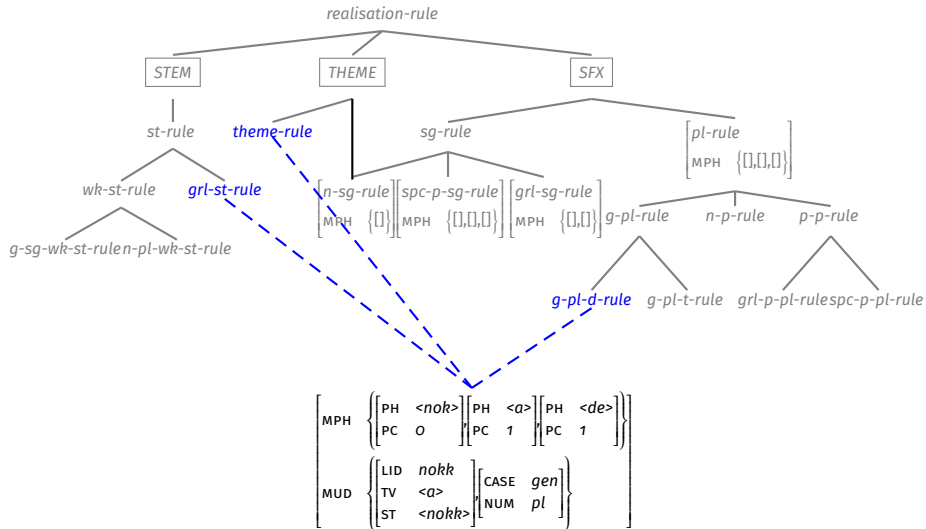 realisation-rule
STEM THEME SFX
st-rule theme-rule sg-rule [pl-rule
MPH {[],[],[]}]
wk-st-rule grl-st-rule [n-sg-rule [spc-p-sg-rule [grl-sg-rule g-pl-rule n-p-rule p-p-rule
MPH {[]}] MPH {[],[],[]}] MPH {[],[]}]
g-sg-wk-st-rule n-pl-wk-st-rule g-pl-d-rule g-pl-t-rule grl-p-pl-rule spc-p-pl-rule
MPH {[PH <nok> PC 0],[PH <a> PC 1],[PH <de> PC 1]}
MUD {[LID nokk TV <a> ST <nokk>],[CASE gen NUM pl]}